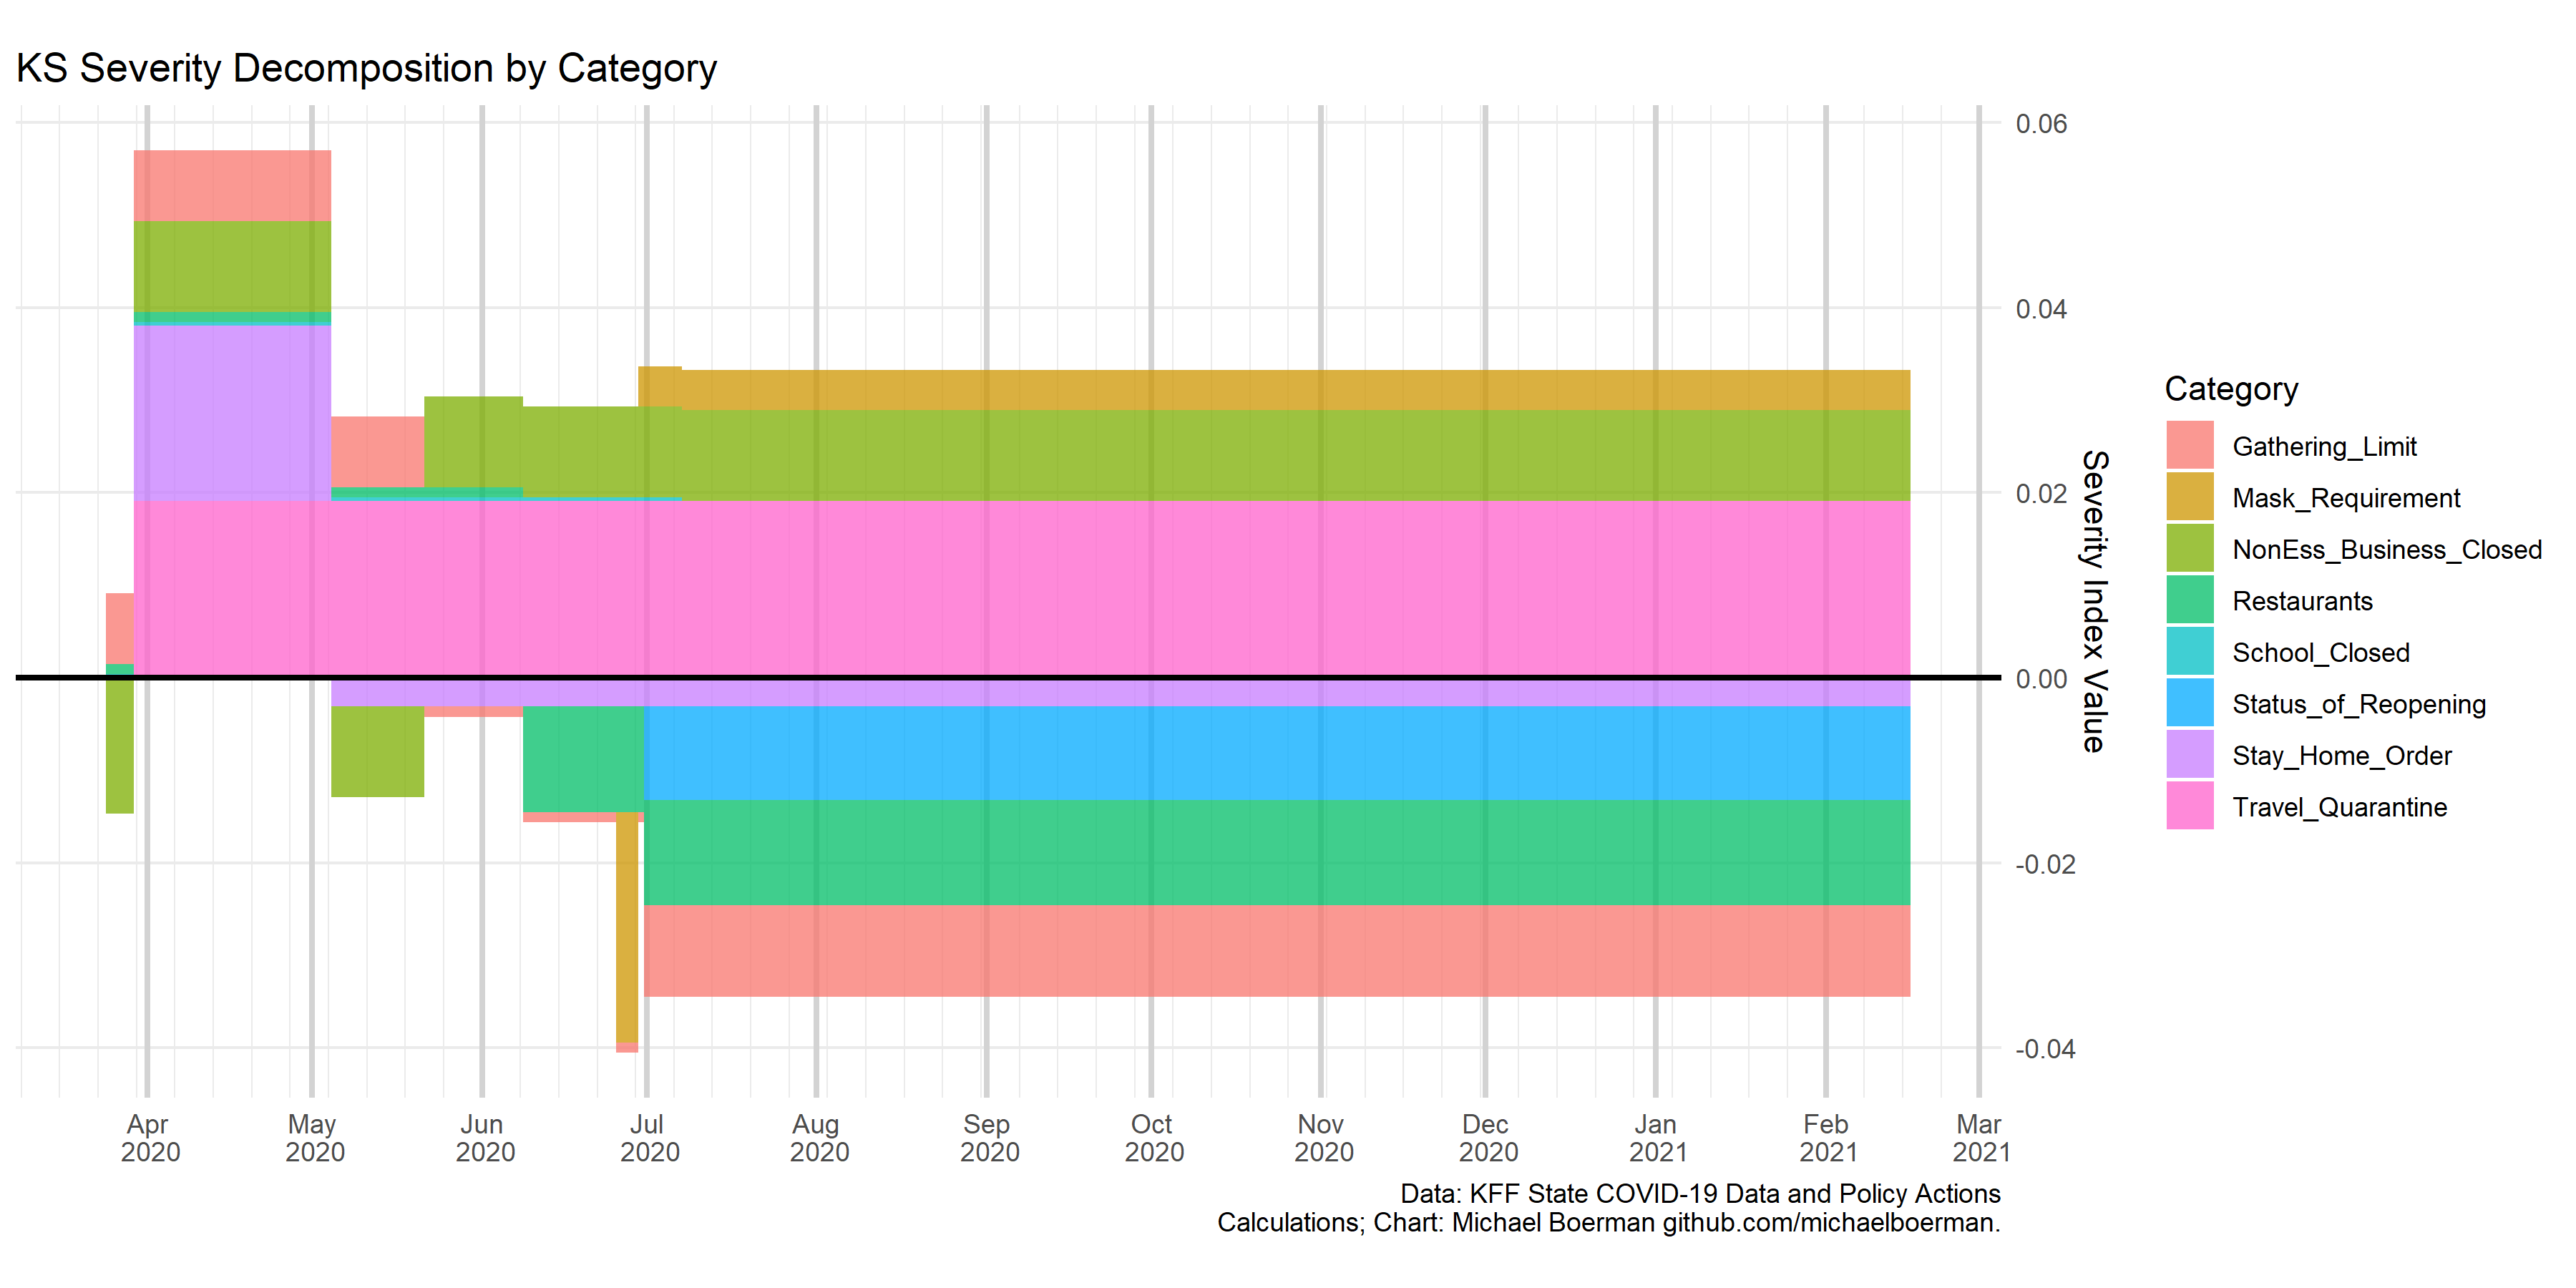 KS Severity Decomposition by Category
0.06
0.04
0.02
0.00
-0.02
-0.04
Severity Index Value
Apr
2020
May
2020
Jun
2020
Jul
2020
Aug
2020
Sep
2020
Oct
2020
Nov
2020
Dec
2020
Jan
2021
Feb
2021
Mar
2021
Category
Gathering_Limit
Mask_Requirement
NonEss_Business_Closed
Restaurants
School_Closed
Status_of_Reopening
Stay_Home_Order
Travel_Quarantine
Data: KFF State COVID-19 Data and Policy Actions
Calculations; Chart: Michael Boerman github.com/michaelboerman.